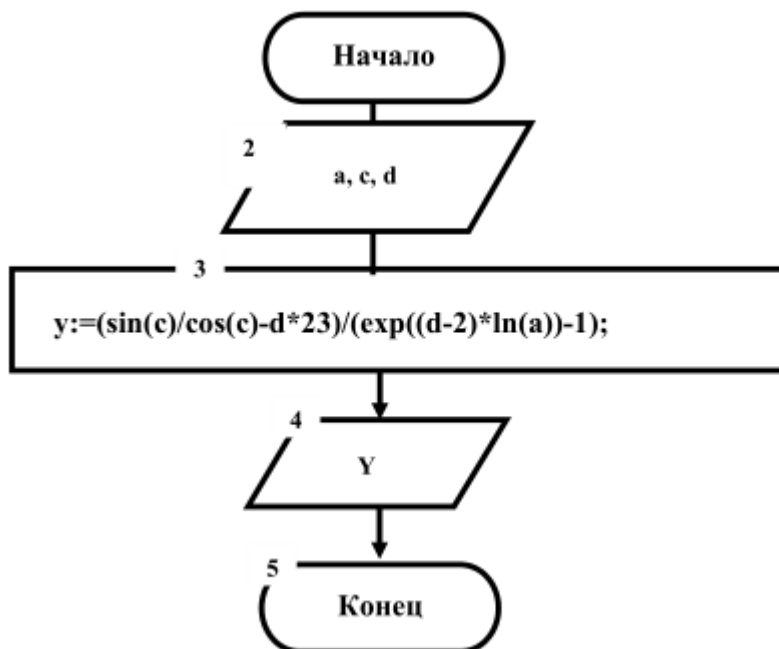 Начало
2
a, c, d
3
y:=(sin(c)/cos(c)-d*23)/(exp((d-2)*ln(a))-1);
4
Y
5
Конец